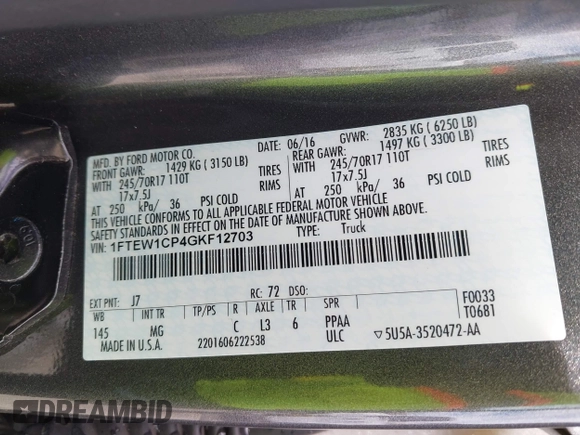 MFD. BY FORD MOTOR CO.
DATE: 06/16 GVWR: 2835 KG ( 6250 LB)
FRONT GAWR: 1429 KG ( 3150 LB) REAR GAWR: 1497 KG ( 3300 LB)
WITH 245/70R17 110T TIRES WITH 245/70R17 110T TIRES
17x7.5J RIMS 17x7.5J RIMS
AT 250 kPa/ 36 PSI COLD AT 250 kPa/ 36 PSI COLD
THIS VEHICLE CONFORMS TO ALL APPLICABLE FEDERAL MOTOR VEHICLE
SAFETY STANDARDS IN EFFECT ON THE DATE OF MANUFACTURE SHOWN ABOVE.
VIN: 1FTEW1CP4GKF12703 TYPE: Truck
F0033
T0681
EXT PNT: J7 RC: 72 DSO:
WB INT TR TP/PS R AXLE TR SPR
145 MG C L3 6 PPAA
ULC
MADE IN U.S.A. 2201606222538 ▽5U5A-3520472-AA
DREAMBID
001